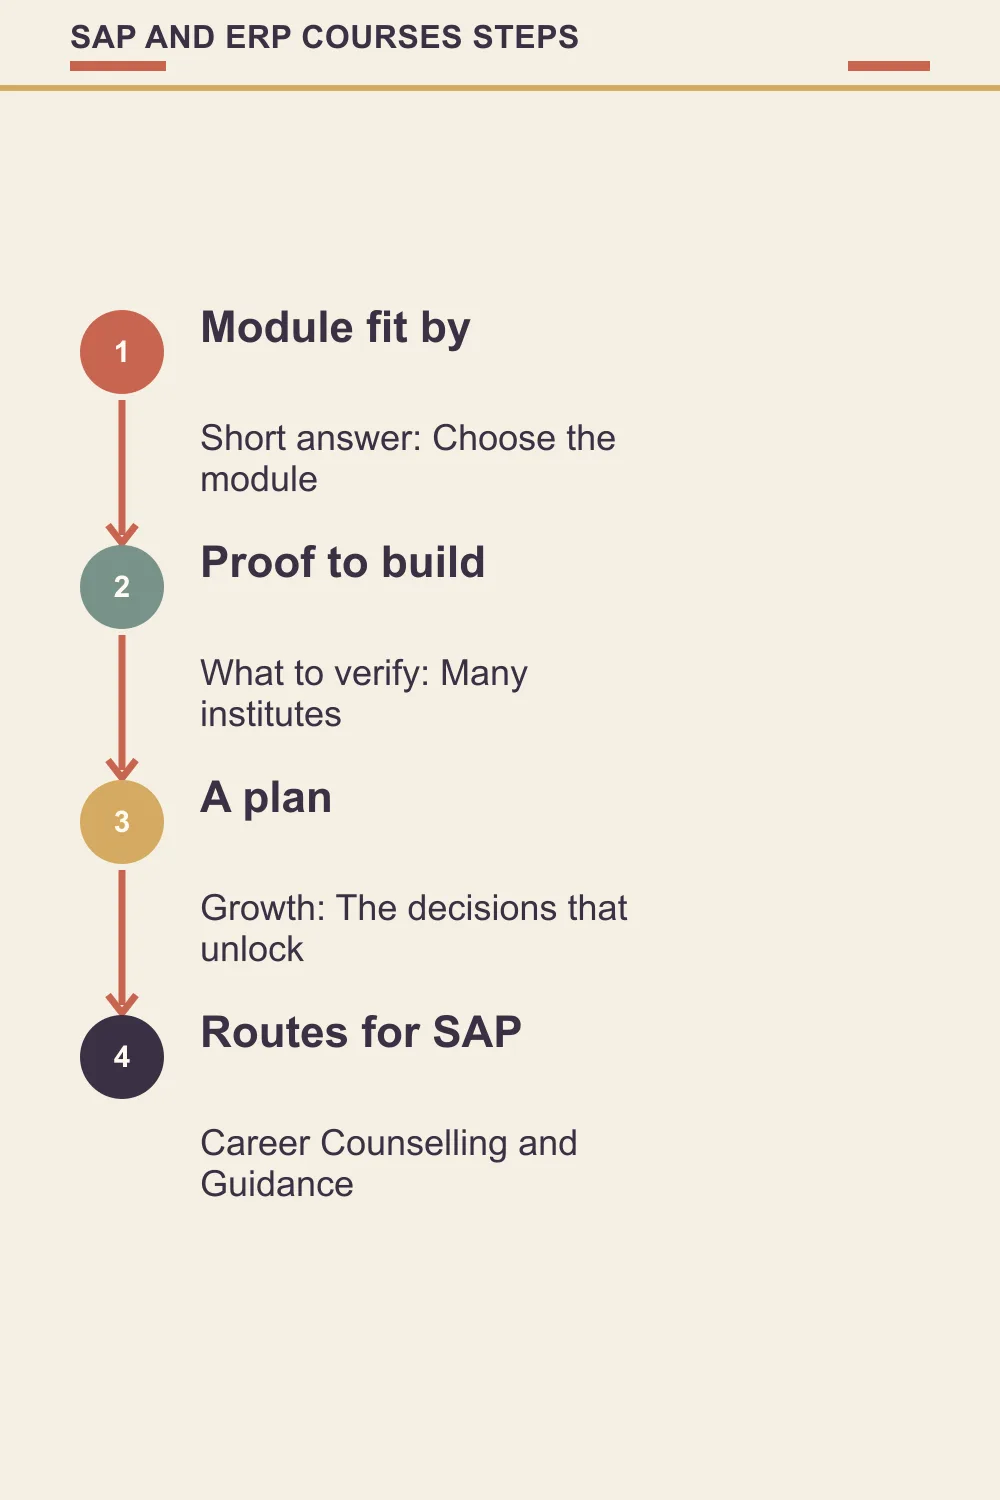 SAP AND ERP COURSES STEPS
1
Module fit by
Short answer: Choose the
module
2
Proof to build
What to verify: Many
institutes
3
A plan
Growth: The decisions that
unlock
4
Routes for SAP
Career Counselling and
Guidance